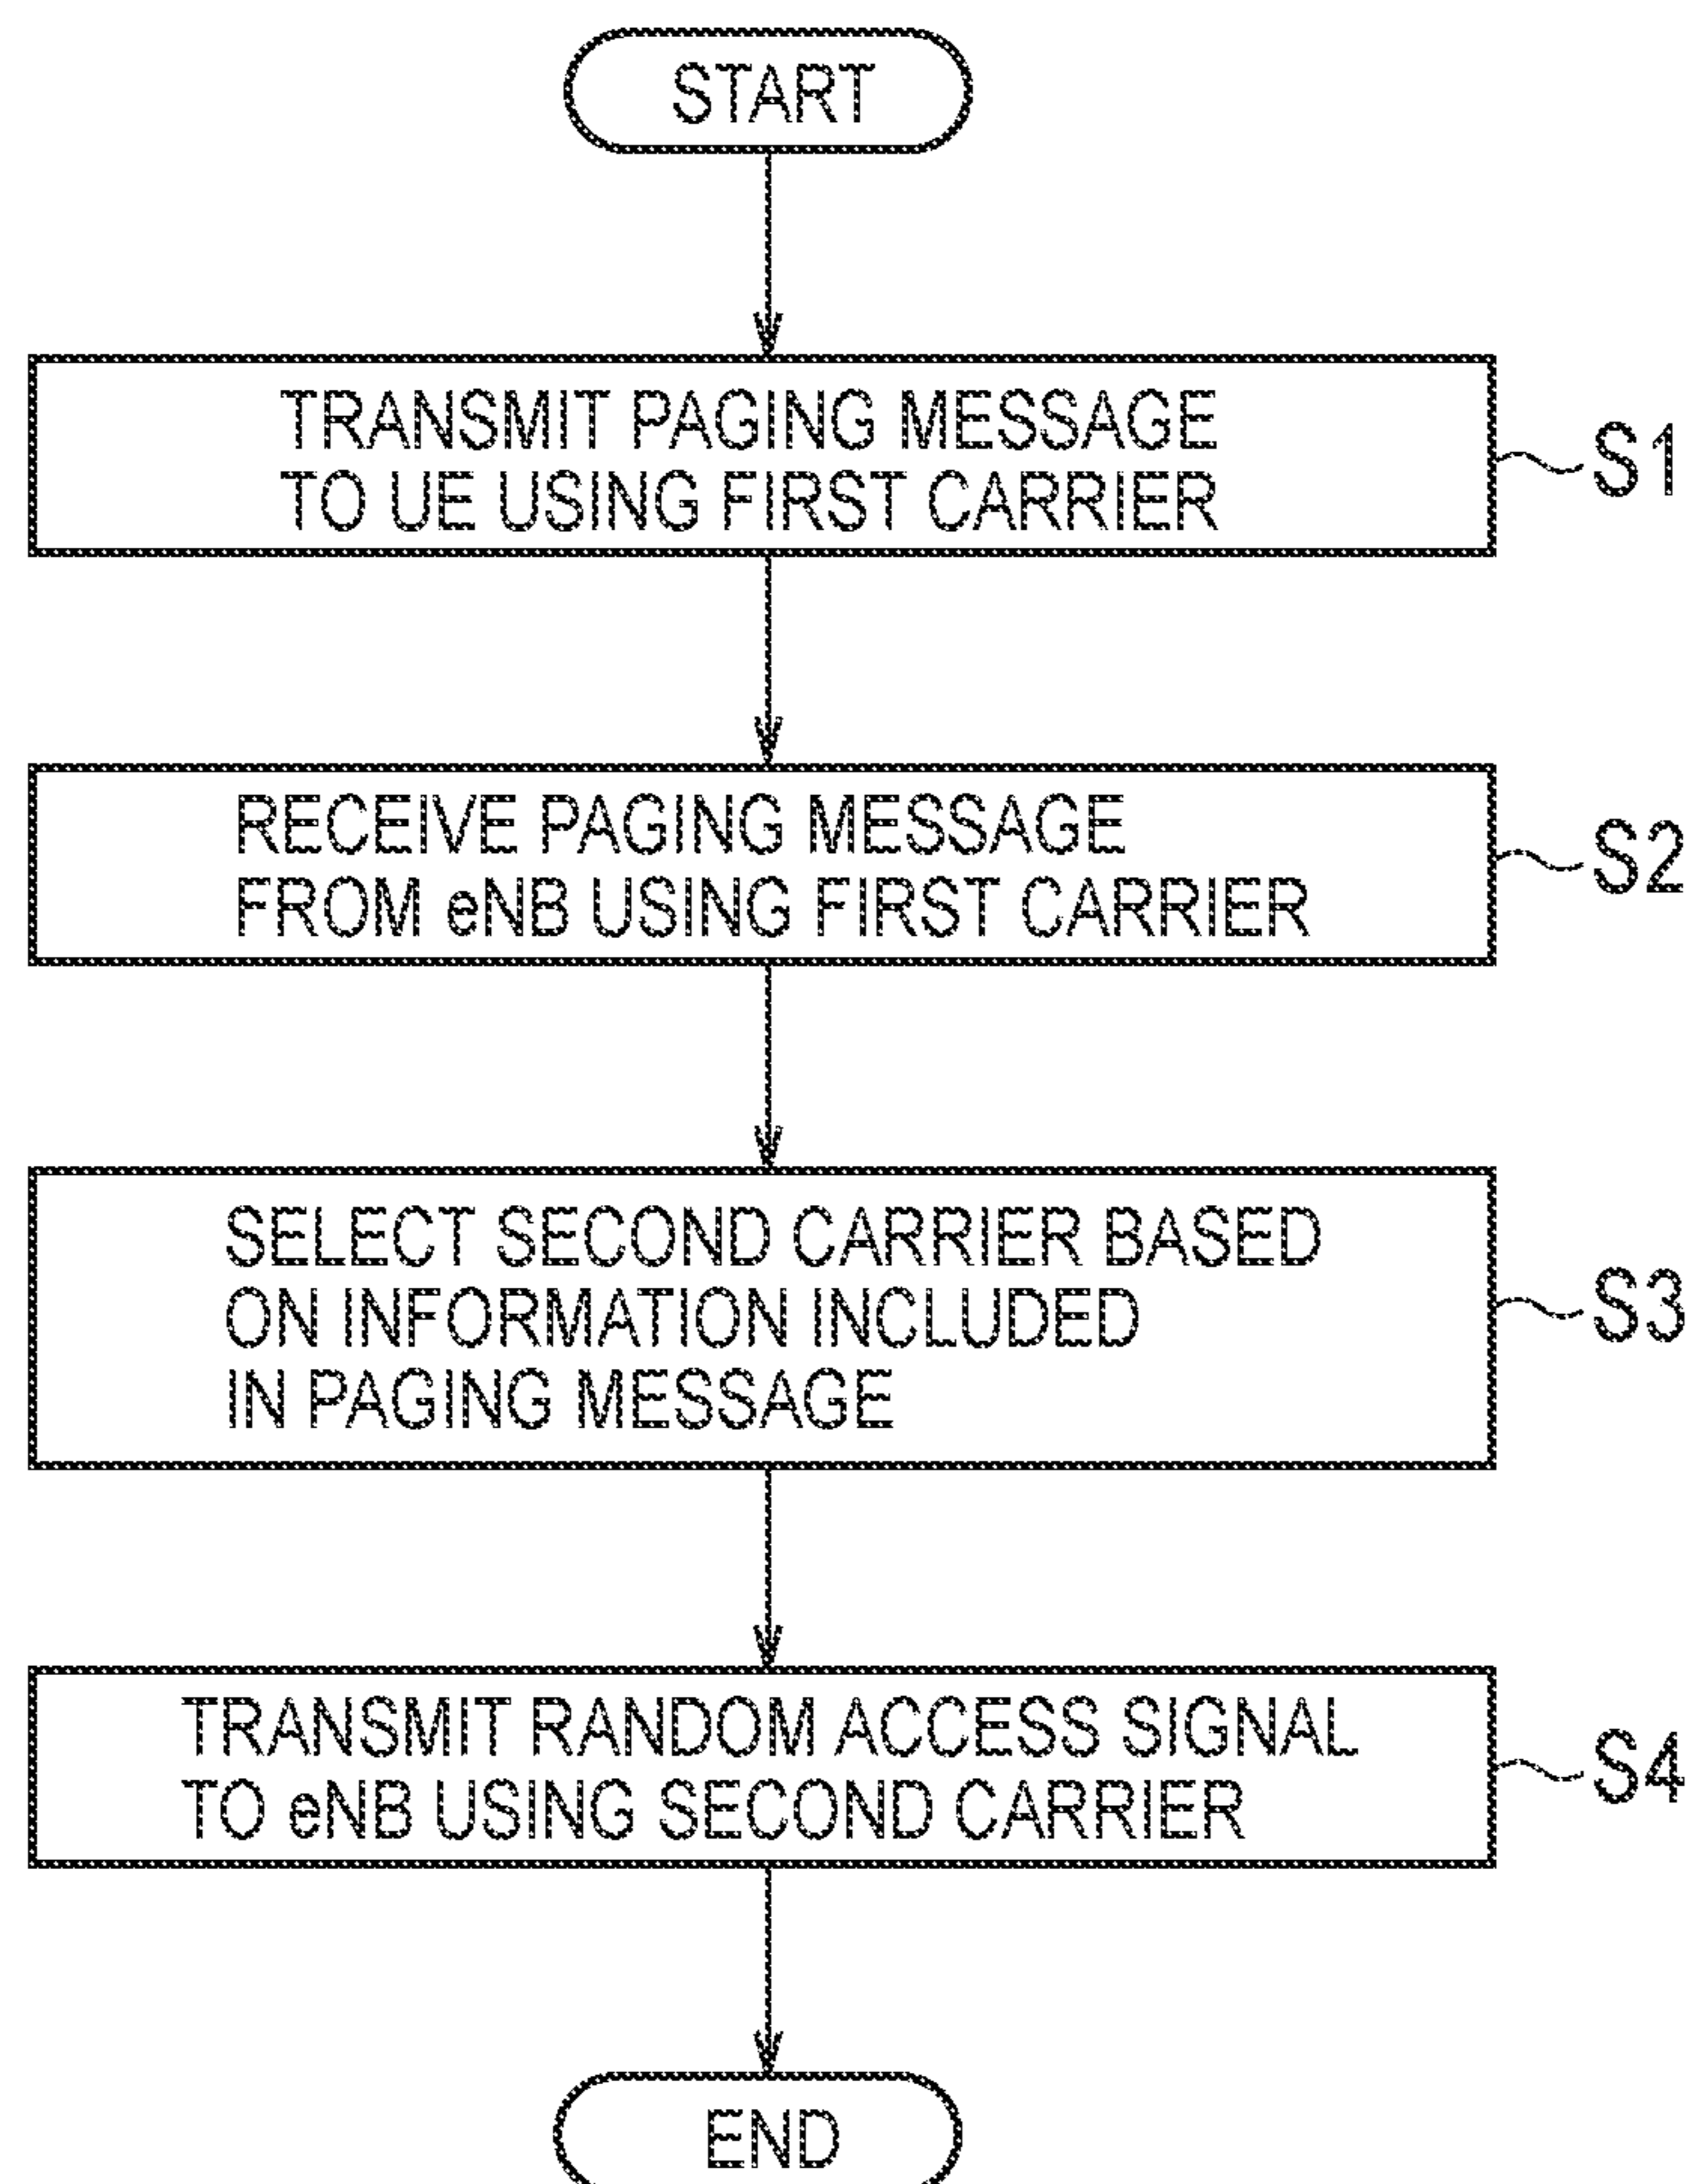 START
TRANSMIT PAGING MESSAGE
TO UE USING FIRST CARRIER
S1
RECEIVE PAGING MESSAGE
FROM eNB USING FIRST CARRIER
S2
SELECT SECOND CARRIER BASED
ON INFORMATION INCLUDED
IN PAGING MESSAGE
S3
TRANSMIT RANDOM ACCESS SIGNAL
TO eNB USING SECOND CARRIER
S4
END